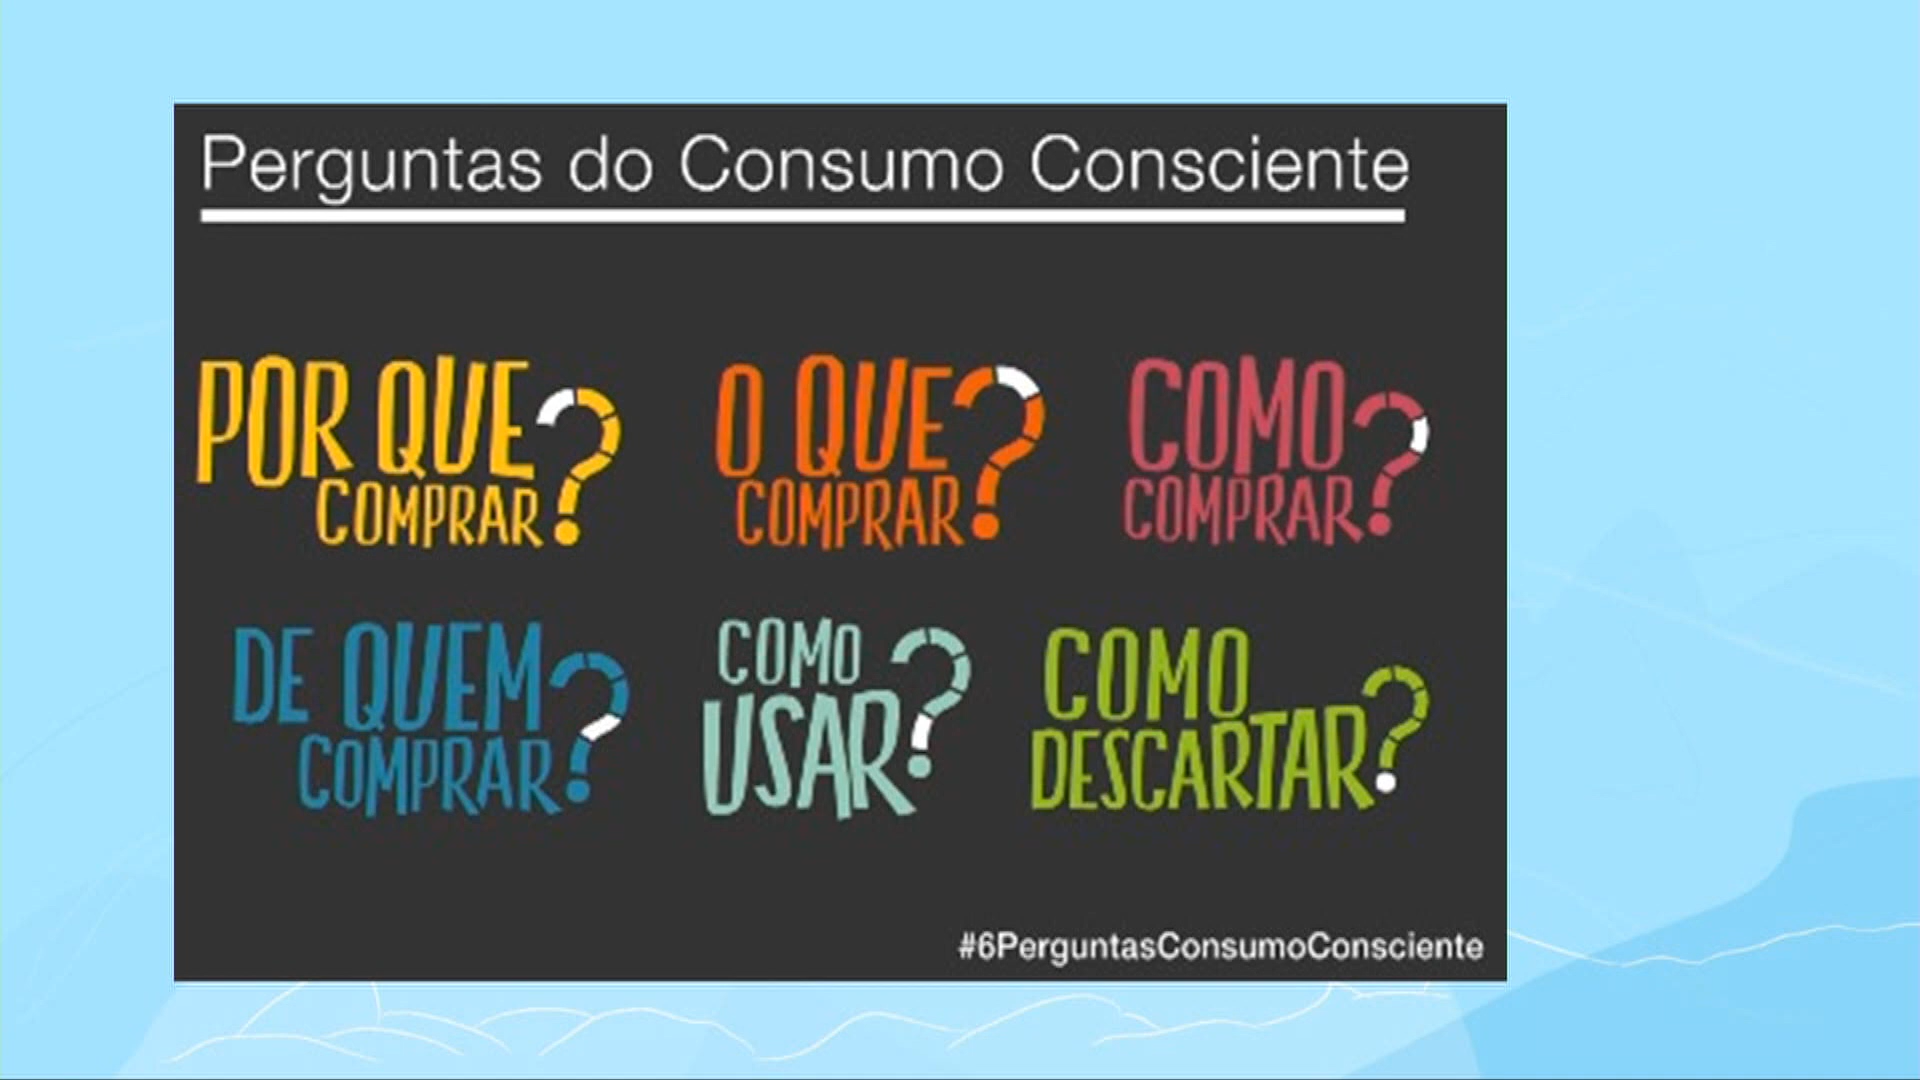 Perguntas do Consumo Consciente
POR QUE
COMPRAR?
O QUE
COMPRAR?
COMO
COMPRAR?
DE QUEM
COMPRAR?
COMO
USAR?
COMO
DESCARTAR?
#6PerguntasConsumoConsciente